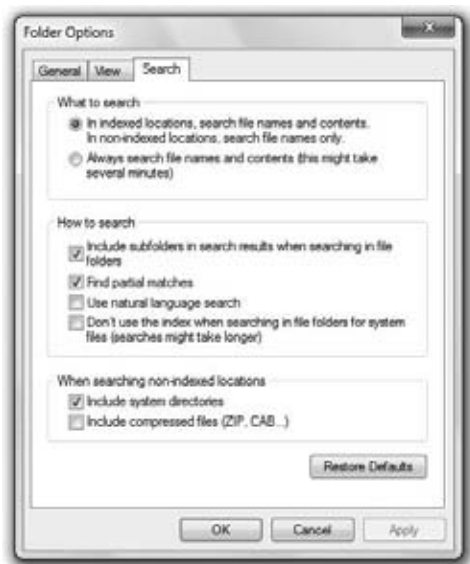 Folder Options
General View Search
What to search
In indexed locations, search file names and contents.
In non-indexed locations, search file names only.
Always search file names and contents (this might take
several minutes)
How to search
Include subfolders in search results when searching in file
folders
Find partial matches
Use natural language search
Don't use the index when searching in file folders for system
files (searches might take longer)
When searching non-indexed locations
Include system directories
Include compressed files (ZIP, CAB...)
Restore Defaults
OK Cancel Apply